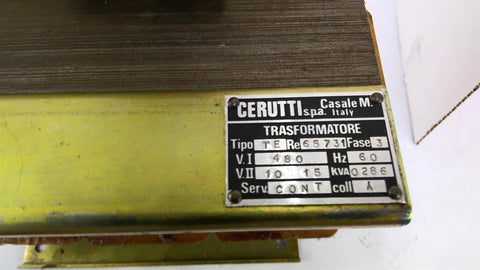 CERUTTI s.p.a. Casale M. Italy
TRASFORMATORE
Tipo TE Re 65731 Fase 3
V.I 480 Hz 60
V.II 10 15 KVA 0286
Serv. CONT coll